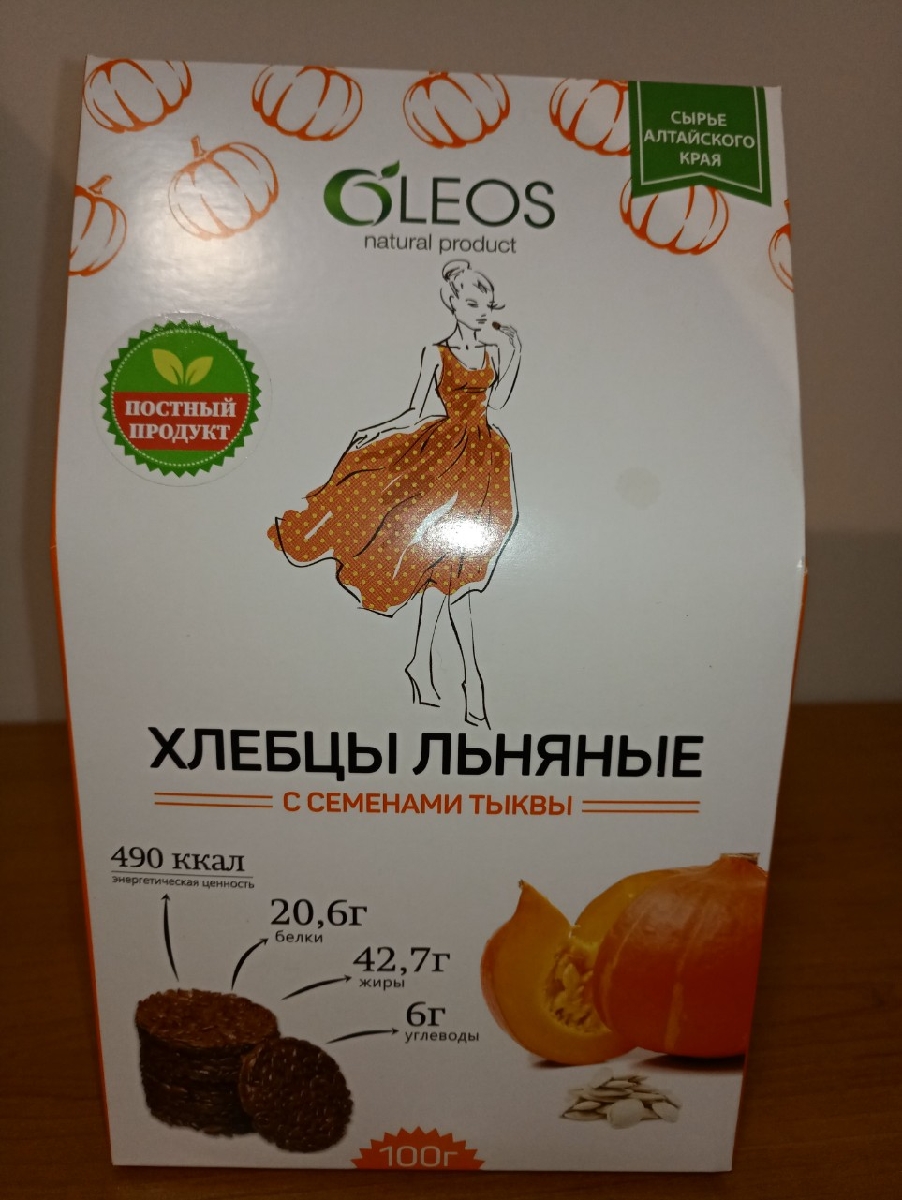 СЫРЬЕ
АЛТАЙСКОГО
КРАЯ
OLEOS
natural product
ПОСТНЫЙ
ПРОДУКТ
ХЛЕБЦЫ ЛЬНЯНЫЕ
С СЕМЕНАМИ ТЫКВЫ
490 ккал
энергетическая ценность
20,6г
белки
42,7г
жиры
6г
углеводы
100г